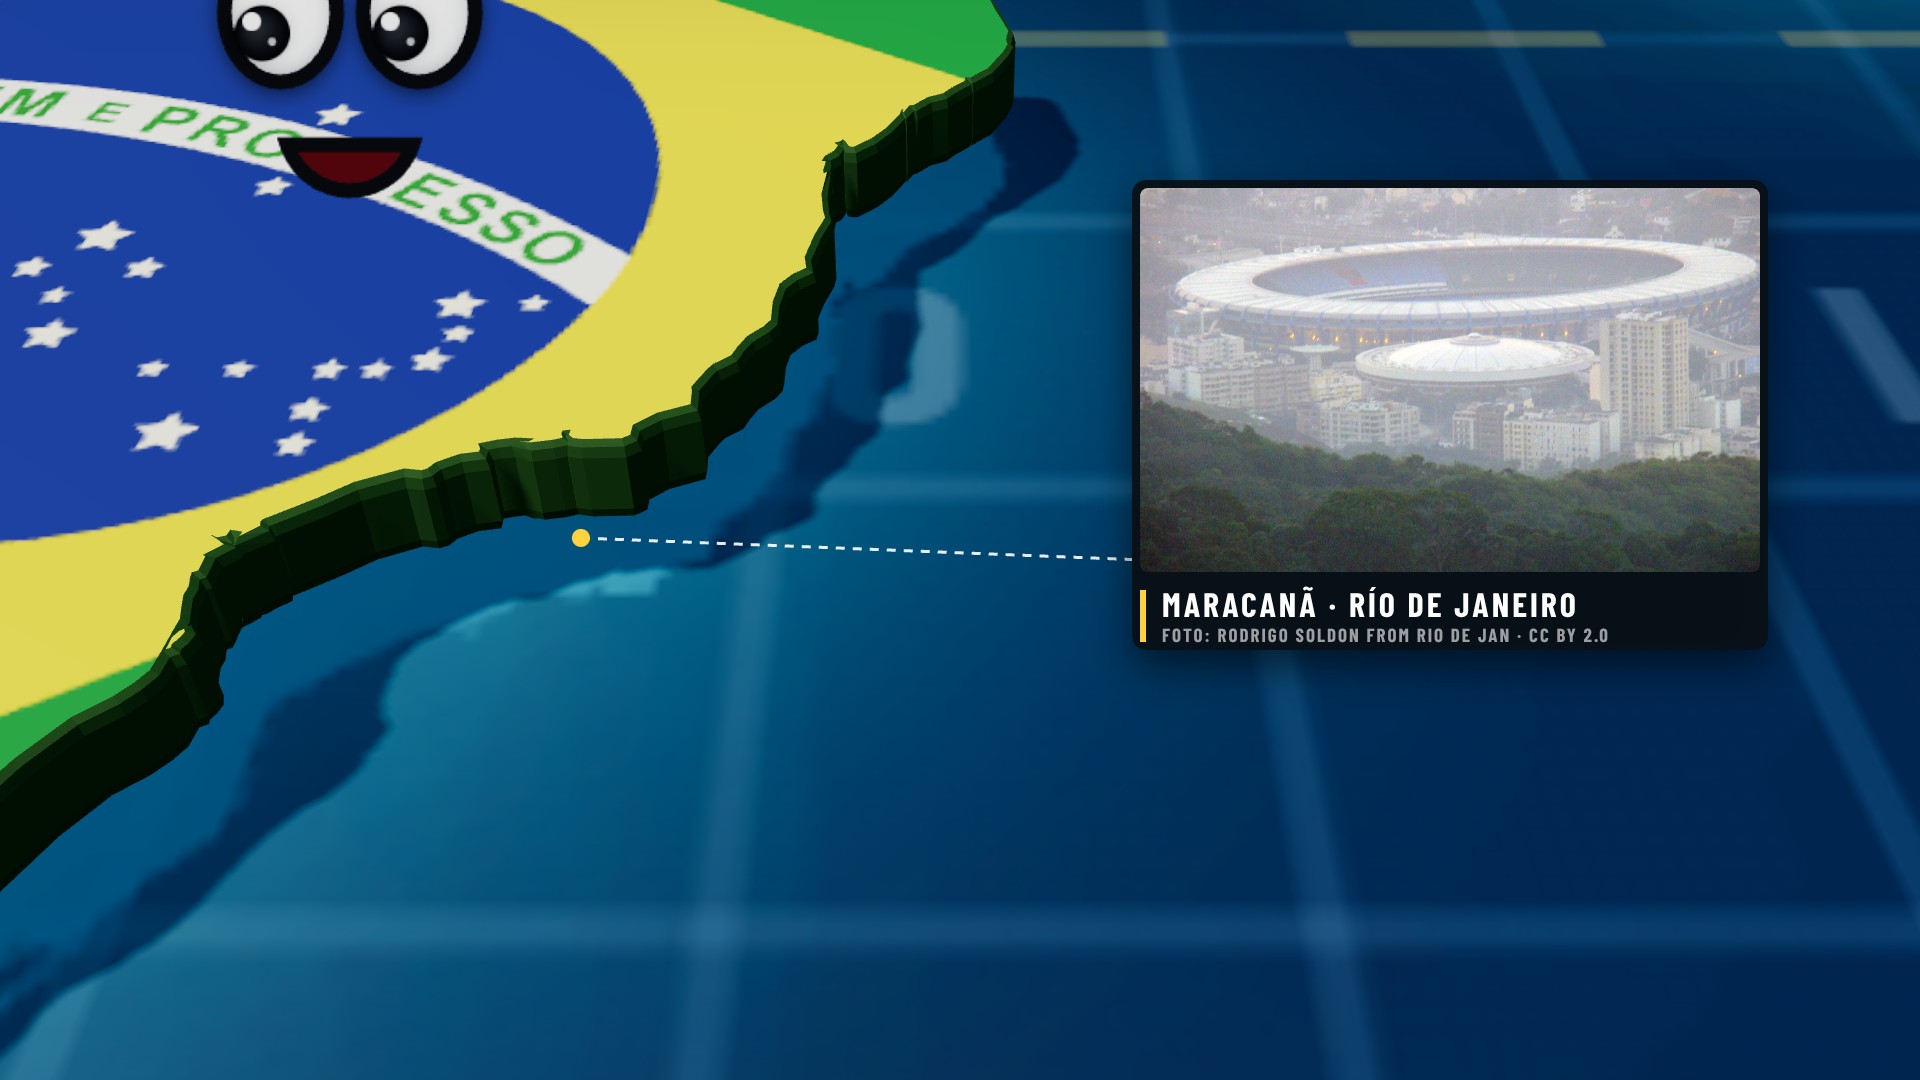 M E PRO ESSO
MARACANÃ · RÍO DE JANEIRO
FOTO: RODRIGO SOLDON FROM RIO DE JAN · CC BY 2.0